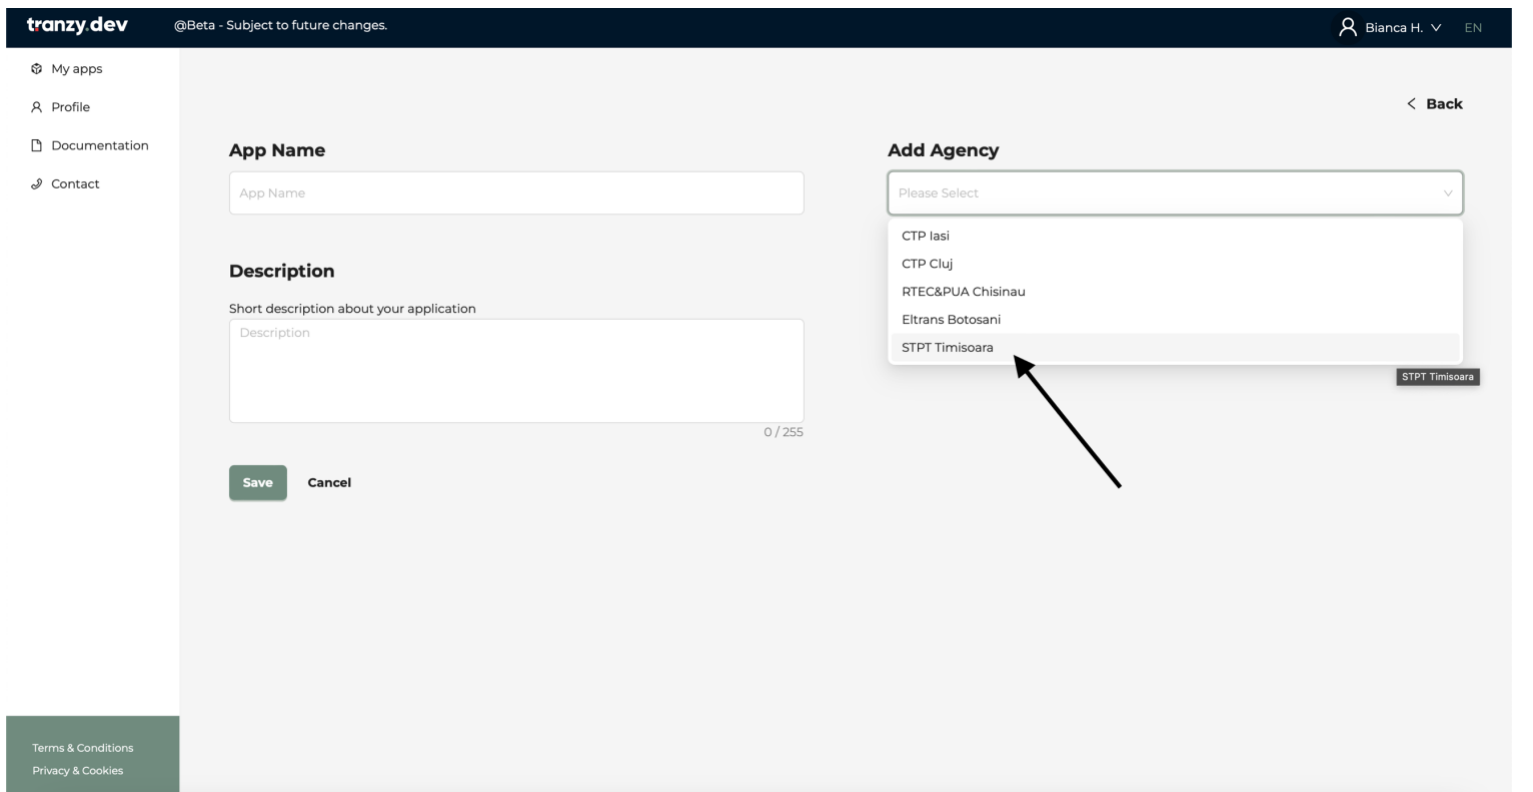 tranzy.dev
@Beta - Subject to future changes.
Bianca H.
EN
My apps
Profile
Documentation
Contact
Back
App Name
App Name
Description
Short description about your application
Description
0 / 255
Save
Cancel
Add Agency
Please Select
CTP Iasi
CTP Cluj
RTEC&PUA Chisinau
Eltrans Botosani
STPT Timisoara
STPT Timisoara
Terms & Conditions
Privacy & Cookies